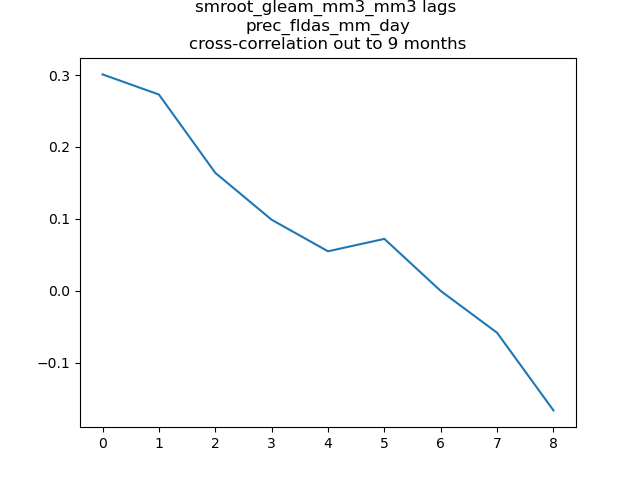 smroot_gleam_mm3_mm3 lags
prec_fldas_mm_day
cross-correlation out to 9 months
0.3
0.2
0.1
0.0
−0.1
0 1 2 3 4 5 6 7 8